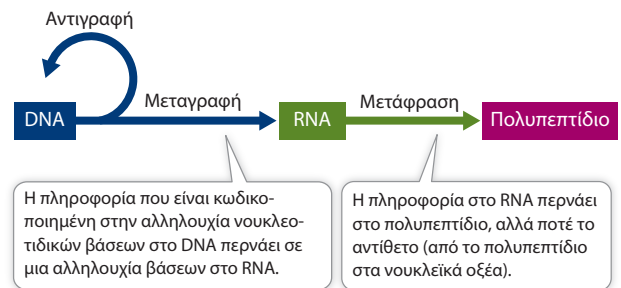 Αντιγραφή
Μεταγραφή
Μετάφραση
DNA
RNA
Πολυπεπτίδιο
Η πληροφορία που είναι κωδικο-
ποιημένη στην αλληλουχία νουκλεο-
τιδικών βάσεων στο DNA περνάει σε
μια αλληλουχία βάσεων στο RNA.
Η πληροφορία στο RNA περνάει
στο πολυπεπτίδιο, αλλά ποτέ το
αντίθετο (από το πολυπεπτίδιο
στα νουκλεϊκά οξέα).